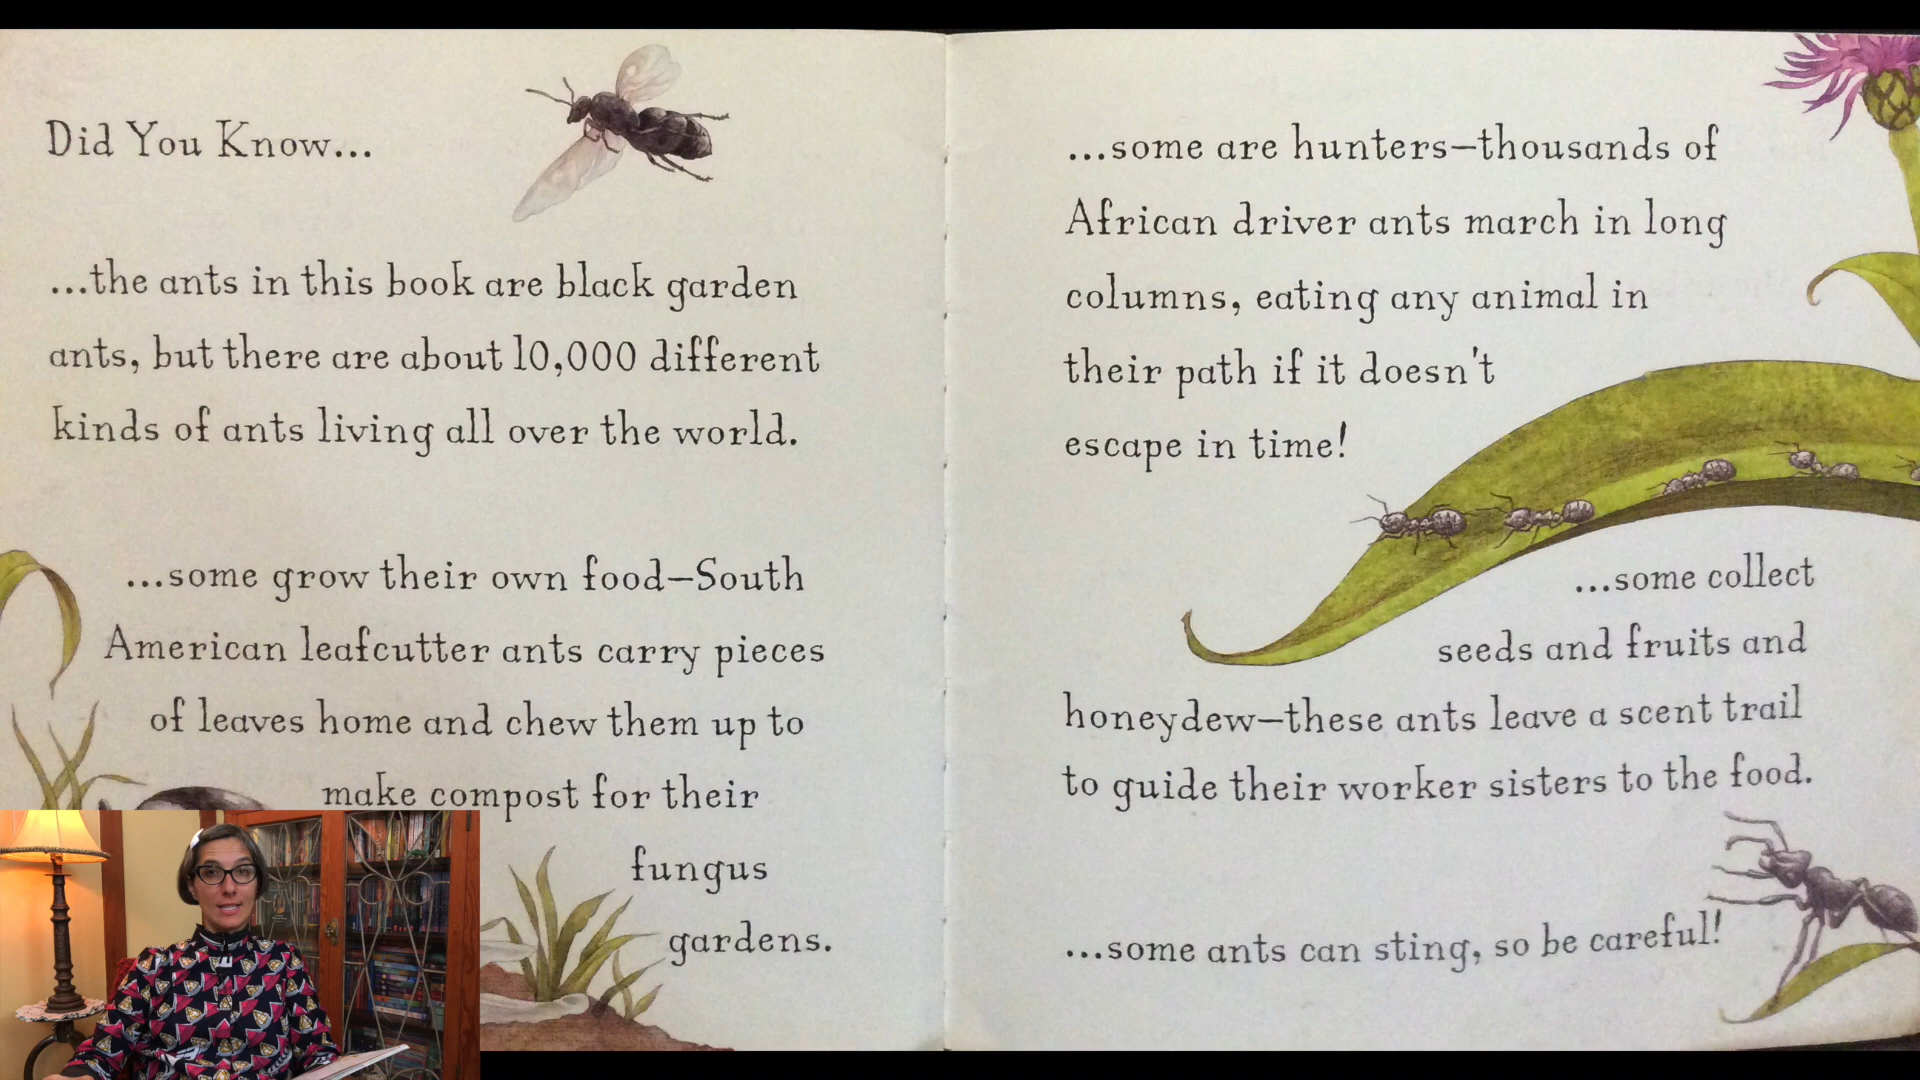 Did You Know...
...the ants in this book are black garden
ants, but there are about 10,000 different
kinds of ants living all over the world.
...some grow their own food—South
American leafcutter ants carry pieces
of leaves home and chew them up to
make compost for their
fungus
gardens.
...some are hunters—thousands of
African driver ants march in long
columns, eating any animal in
their path if it doesn't
escape in time!
...some collect
seeds and fruits and
honeydew—these ants leave a scent trail
to guide their worker sisters to the food.
...some ants can sting, so be careful!